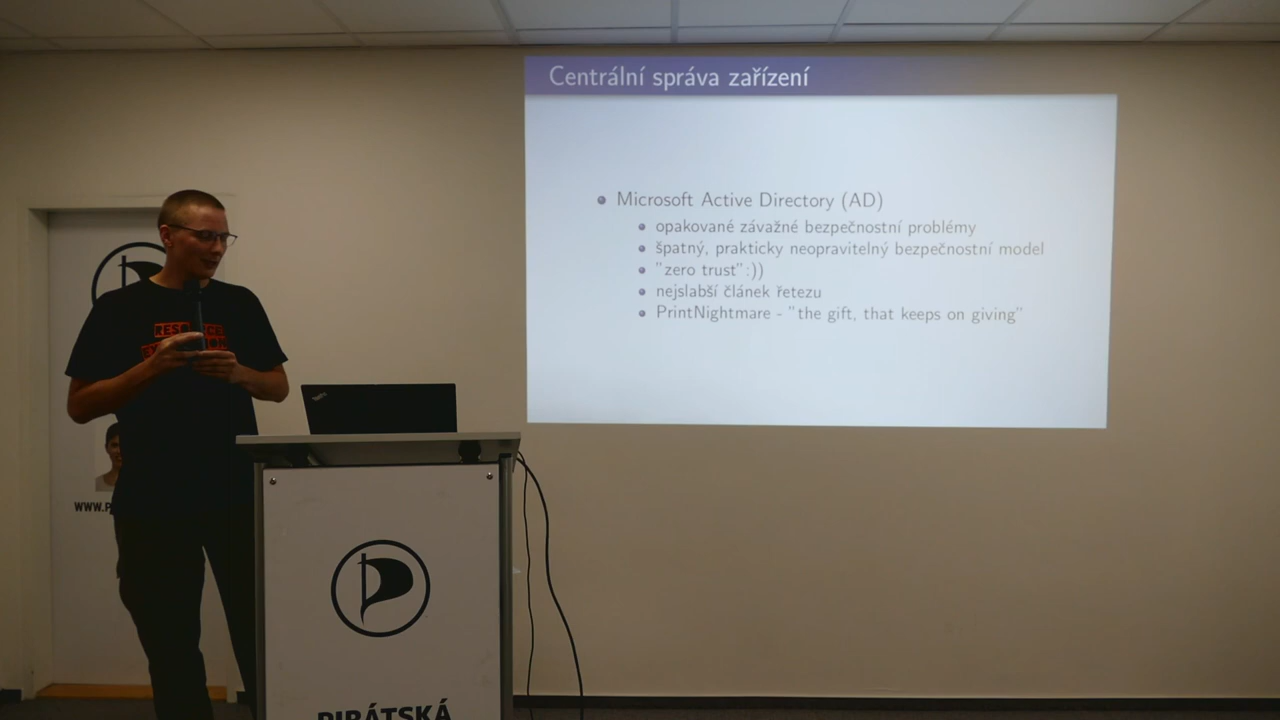 Centrální správa zařízení
Microsoft Active Directory (AD)
opakované závažné bezpečnostní problémy
špatný, prakticky neopravitelný bezpečnostní model
"zero trust":))
nejslabší článek řetezu
PrintNightmare - "the gift, that keeps on giving"
WWW.P
PIRÁTSKÁ